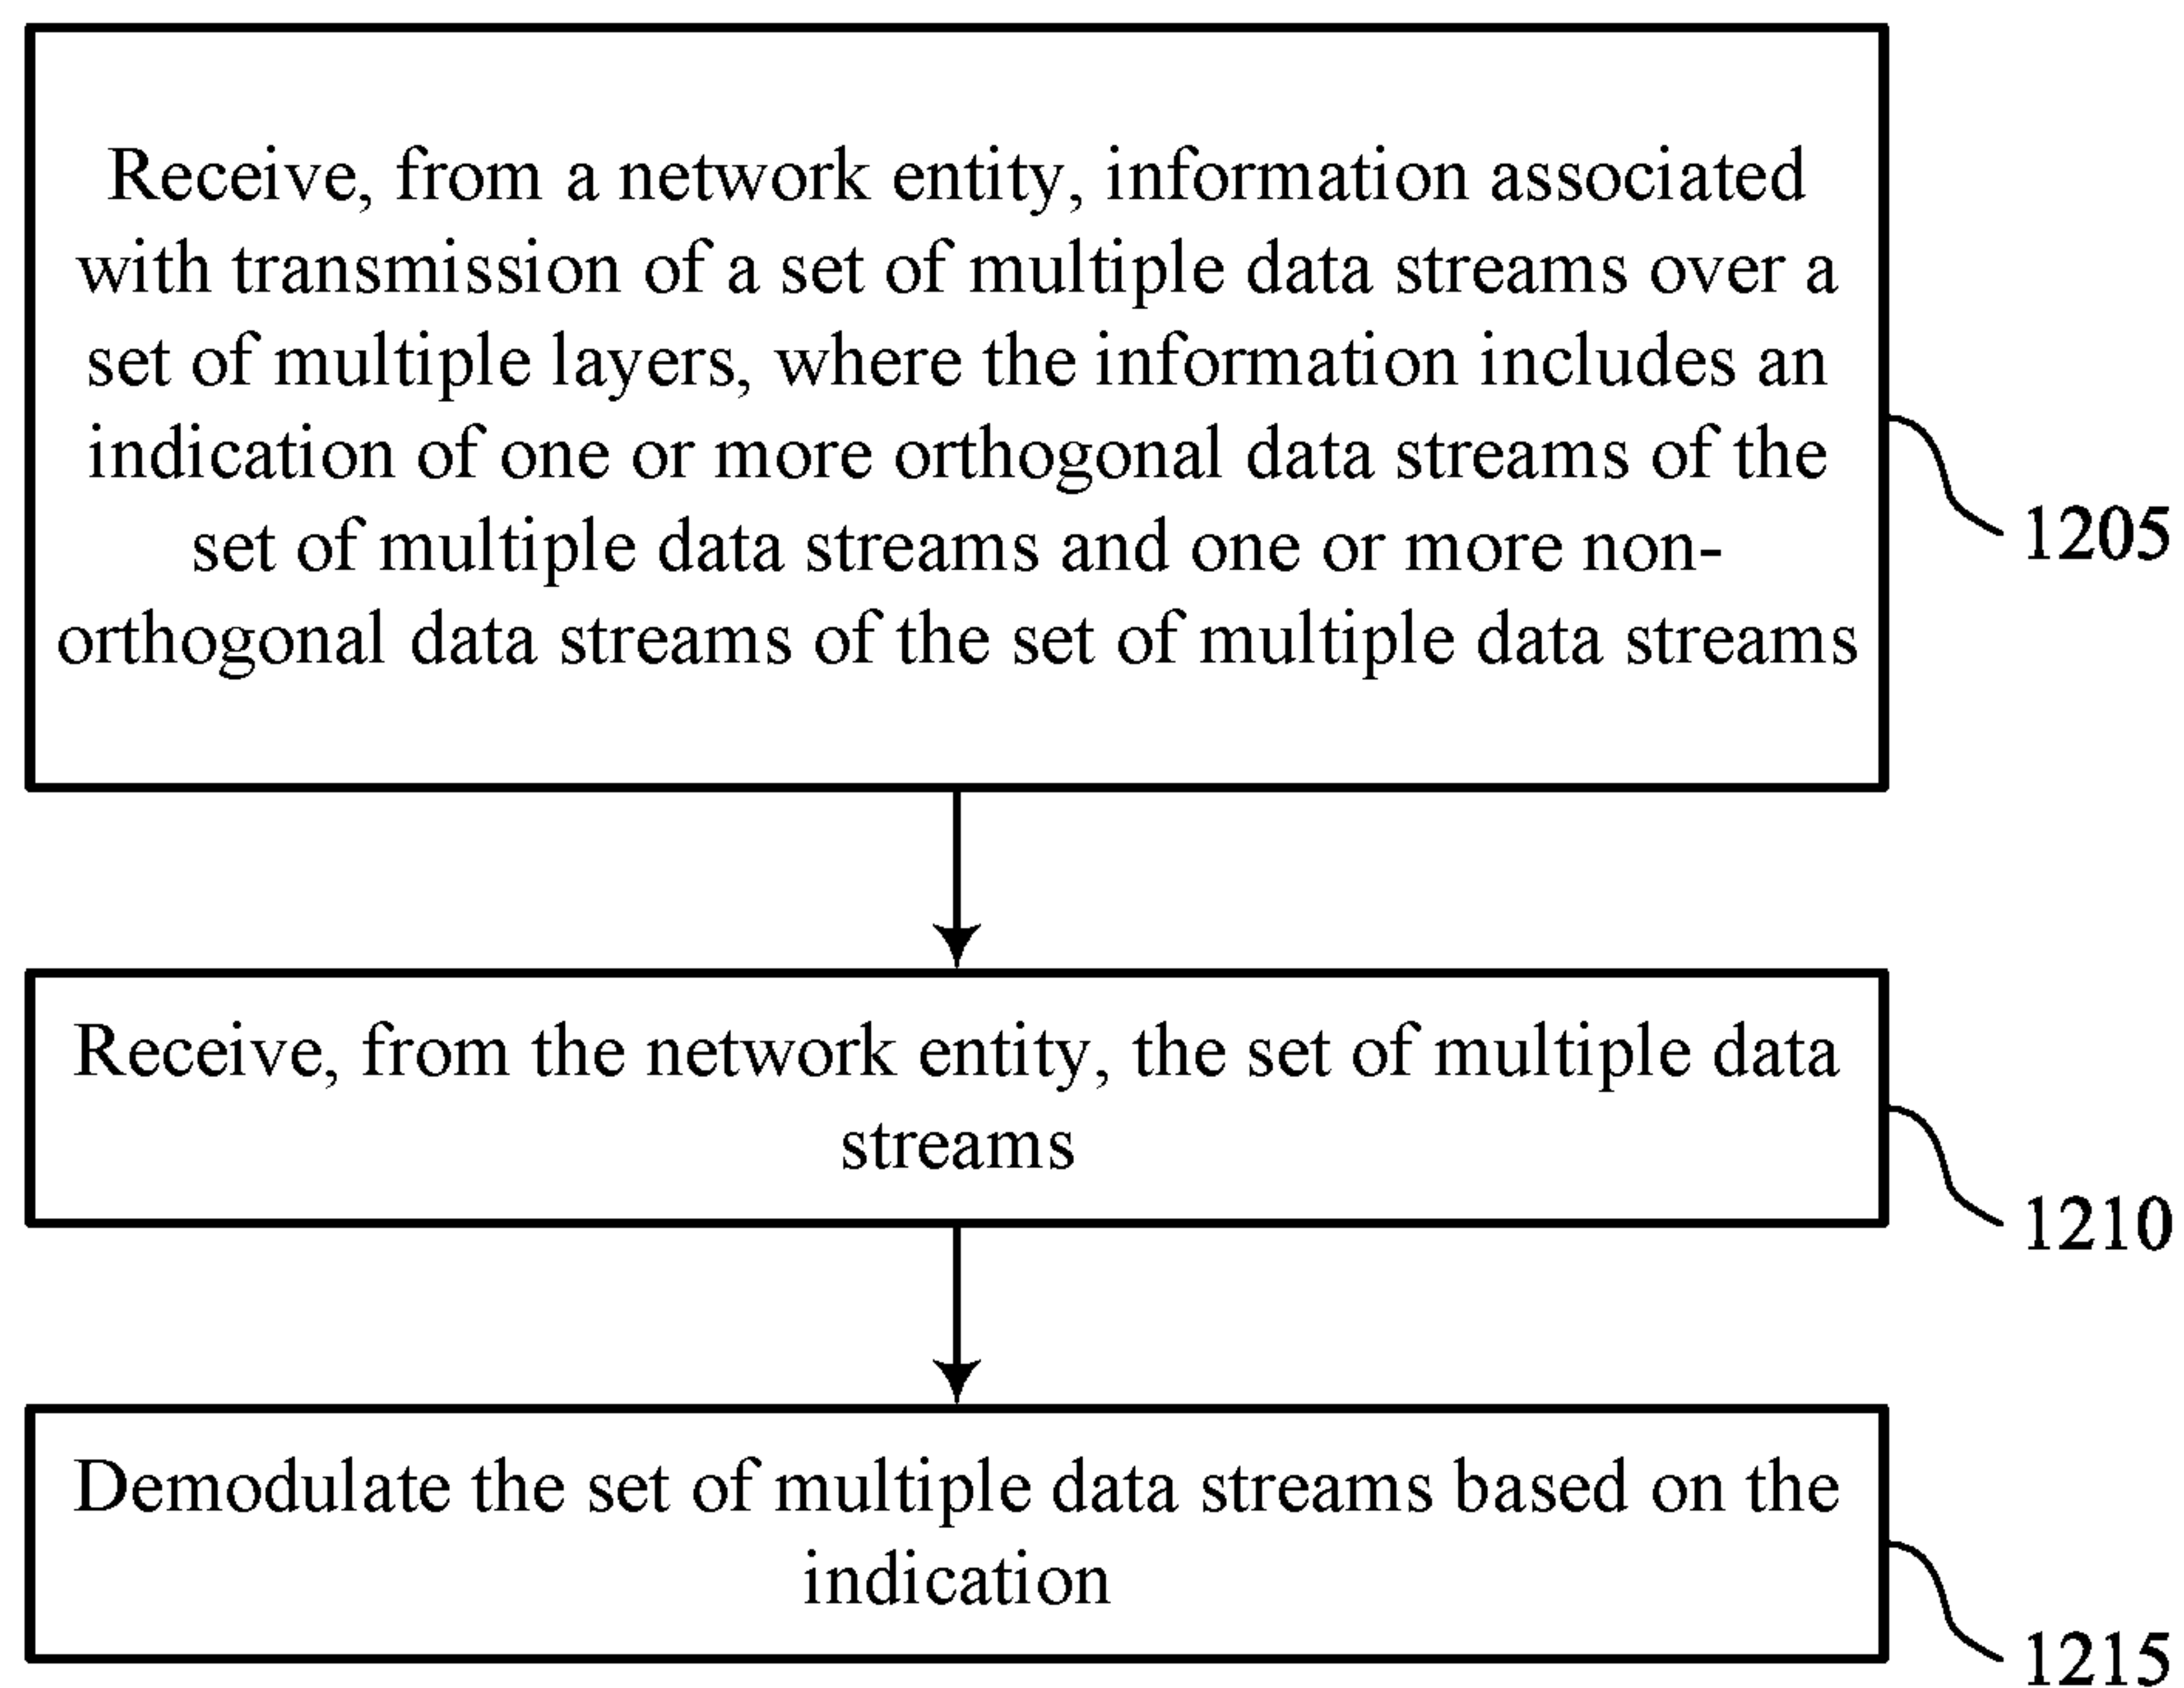 Receive, from a network entity, information associated
with transmission of a set of multiple data streams over a
set of multiple layers, where the information includes an
indication of one or more orthogonal data streams of the
set of multiple data streams and one or more non-
orthogonal data streams of the set of multiple data streams
1205
Receive, from the network entity, the set of multiple data
streams
1210
Demodulate the set of multiple data streams based on the
indication
1215